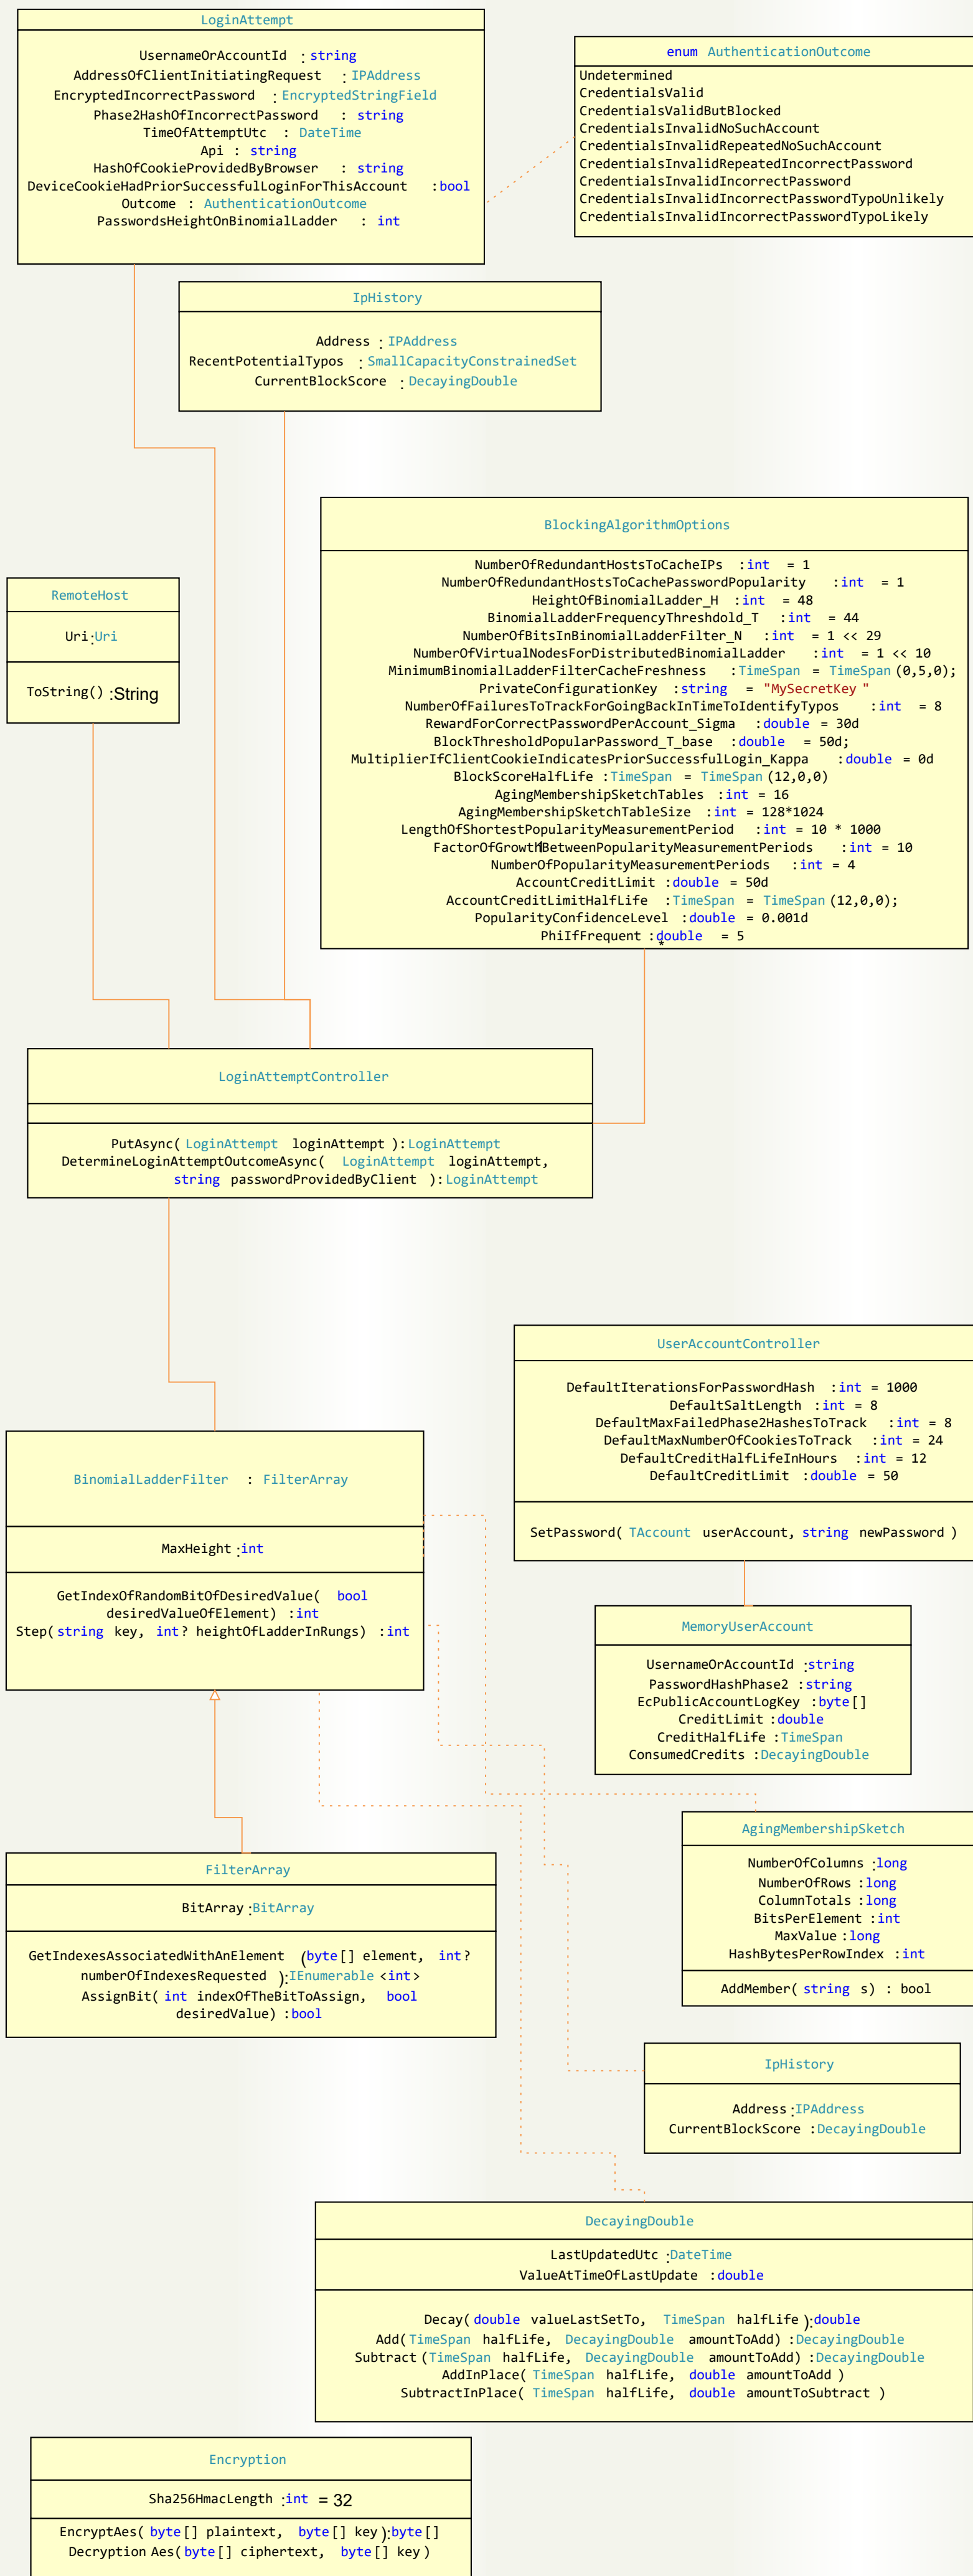 LoginAttempt
UsernameOrAccountId : string
AddressOfClientInitiatingRequest : IPAddress
EncryptedIncorrectPassword : EncryptedStringField
Phase2HashOfIncorrectPassword : string
TimeOfAttemptUtc : DateTime
Api : string
HashOfCookieProvidedByBrowser : string
DeviceCookieHadPriorSuccessfulLoginForThisAccount :bool
Outcome : AuthenticationOutcome
PasswordsHeightOnBinomialLadder : int
enum AuthenticationOutcome
Undetermined
CredentialsValid
CredentialsValidButBlocked
CredentialsInvalidNoSuchAccount
CredentialsInvalidRepeatedNoSuchAccount
CredentialsInvalidRepeatedIncorrectPassword
CredentialsInvalidIncorrectPassword
CredentialsInvalidIncorrectPasswordTypoUnlikely
CredentialsInvalidIncorrectPasswordTypoLikely
IpHistory
Address : IPAddress
RecentPotentialTypos : SmallCapacityConstrainedSet
CurrentBlockScore : DecayingDouble
BlockingAlgorithmOptions
NumberOfRedundantHostsToCacheIPs :int = 1
NumberOfRedundantHostsToCachePasswordPopularity :int = 1
HeightOfBinomialLadder_H :int = 48
BinomialLadderFrequencyThreshdold_T :int = 44
NumberOfBitsInBinomialLadderFilter_N :int = 1 << 29
NumberOfVirtualNodesForDistributedBinomialLadder :int = 1 << 10
MinimumBinomialLadderFilterCacheFreshness :TimeSpan = TimeSpan (0,5,0);
PrivateConfigurationKey :string = "MySecretKey "
NumberOfFailuresToTrackForGoingBackInTimeToIdentifyTypos :int = 8
RewardForCorrectPasswordPerAccount_Sigma :double = 30d
BlockThresholdPopularPassword_T_base :double = 50d;
MultiplierIfClientCookieIndicatesPriorSuccessfulLogin_Kappa :double = 0d
BlockScoreHalfLife :TimeSpan = TimeSpan (12,0,0)
AgingMembershipSketchTables :int = 16
AgingMembershipSketchTableSize :int = 128*1024
LengthOfShortestPopularityMeasurementPeriod :int = 10 * 1000
FactorOfGrowthBetweenPopularityMeasurementPeriods :int = 10
1
NumberOfPopularityMeasurementPeriods :int = 4
AccountCreditLimit :double = 50d
AccountCreditLimitHalfLife :TimeSpan = TimeSpan (12,0,0);
PopularityConfidenceLevel :double = 0.001d
PhiIfFrequent :double = 5
*
RemoteHost
Uri:Uri
ToString() :String
LoginAttemptController
PutAsync( LoginAttempt loginAttempt ):LoginAttempt
DetermineLoginAttemptOutcomeAsync( LoginAttempt loginAttempt,
string passwordProvidedByClient ):LoginAttempt
UserAccountController
DefaultIterationsForPasswordHash :int = 1000
DefaultSaltLength :int = 8
DefaultMaxFailedPhase2HashesToTrack :int = 8
DefaultMaxNumberOfCookiesToTrack :int = 24
DefaultCreditHalfLifeInHours :int = 12
DefaultCreditLimit :double = 50
SetPassword( TAccount userAccount, string newPassword )
BinomialLadderFilter : FilterArray
MaxHeight :int
GetIndexOfRandomBitOfDesiredValue( bool
desiredValueOfElement) :int
Step(string key, int? heightOfLadderInRungs) :int
MemoryUserAccount
UsernameOrAccountId :string
PasswordHashPhase2 :string
EcPublicAccountLogKey :byte[]
CreditLimit :double
CreditHalfLife :TimeSpan
ConsumedCredits :DecayingDouble
AgingMembershipSketch
NumberOfColumns :long
NumberOfRows :long
ColumnTotals :long
BitsPerElement :int
MaxValue :long
HashBytesPerRowIndex :int
AddMember( string s) : bool
FilterArray
BitArray :BitArray
GetIndexesAssociatedWithAnElement (byte[] element, int?
numberOfIndexesRequested ):IEnumerable <int>
AssignBit( int indexOfTheBitToAssign, bool
desiredValue) :bool
IpHistory
Address :IPAddress
CurrentBlockScore :DecayingDouble
DecayingDouble
LastUpdatedUtc :DateTime
ValueAtTimeOfLastUpdate :double
Decay( double valueLastSetTo, TimeSpan halfLife ):double
Add( TimeSpan halfLife, DecayingDouble amountToAdd) :DecayingDouble
Subtract (TimeSpan halfLife, DecayingDouble amountToAdd) :DecayingDouble
AddInPlace( TimeSpan halfLife, double amountToAdd )
SubtractInPlace( TimeSpan halfLife, double amountToSubtract )
Encryption
Sha256HmacLength :int = 32
EncryptAes( byte[] plaintext, byte[] key ):byte[]
Decryption Aes( byte[] ciphertext, byte[] key )